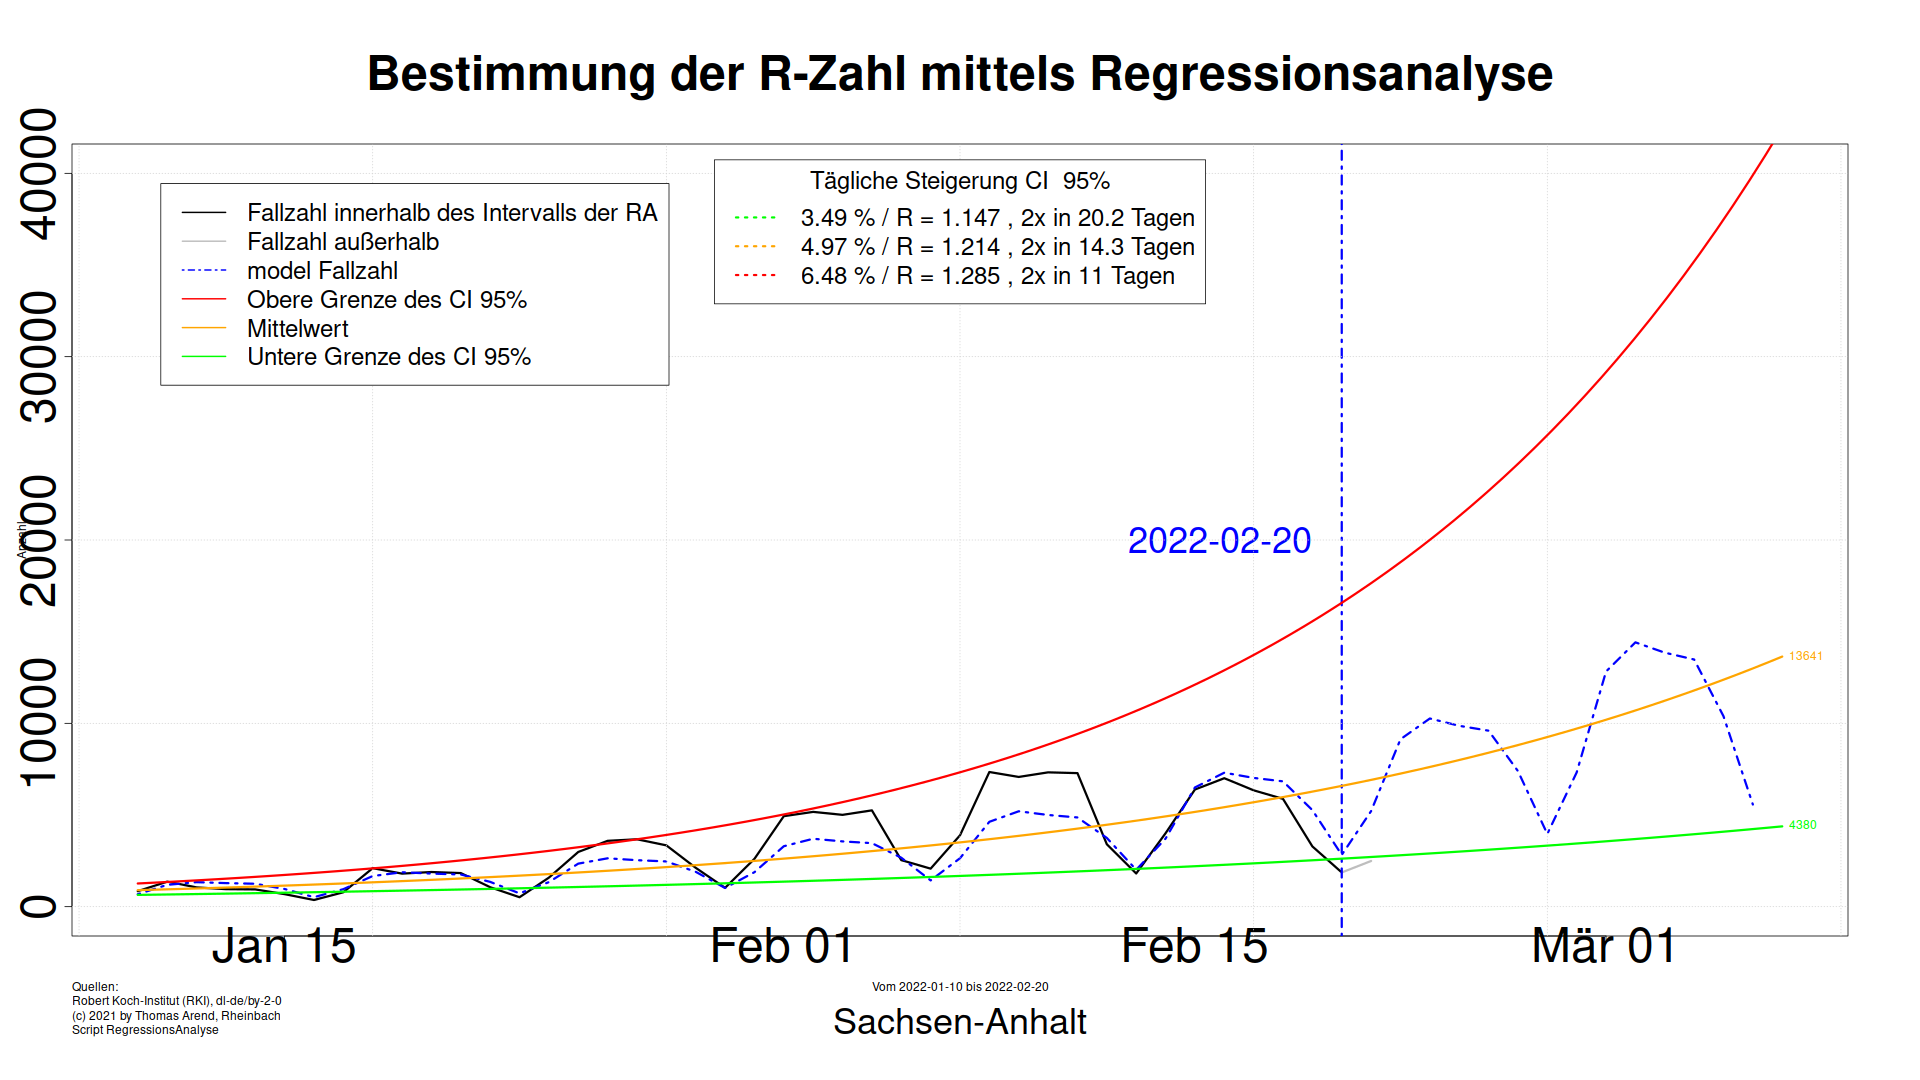 Bestimmung der R-Zahl mittels Regressionsanalyse
40000
30000
20000
10000
0
Anzahl
Fallzahl innerhalb des Intervalls der RA
Fallzahl außerhalb
model Fallzahl
Obere Grenze des CI 95%
Mittelwert
Untere Grenze des CI 95%
Tägliche Steigerung CI  95%
3.49 % / R = 1.147 , 2x in 20.2 Tagen
4.97 % / R = 1.214 , 2x in 14.3 Tagen
6.48 % / R = 1.285 , 2x in 11 Tagen
2022-02-20
13641
4380
Jan 15
Feb 01
Feb 15
Mär 01
Quellen:
Robert Koch-Institut (RKI), dl-de/by-2-0
(c) 2021 by Thomas Arend, Rheinbach
Script RegressionsAnalyse
Vom 2022-01-10 bis 2022-02-20
Sachsen-Anhalt